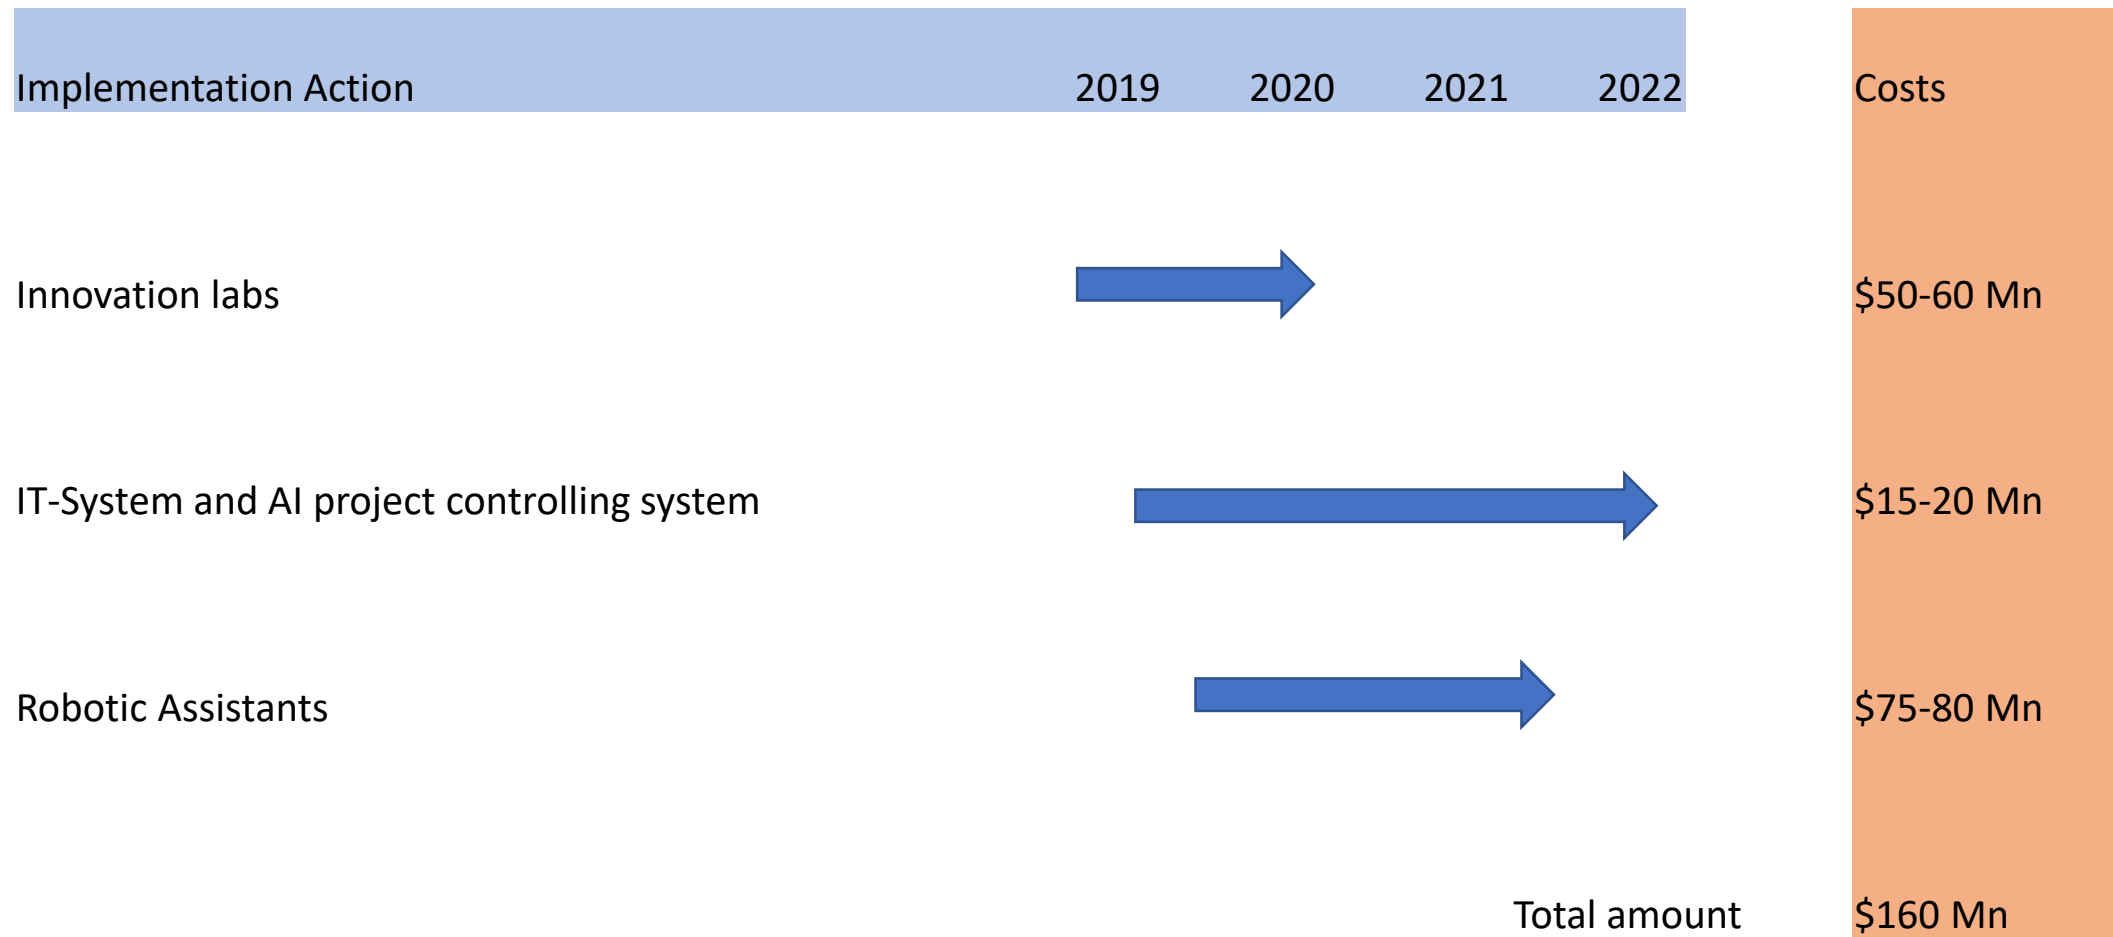 Implementation Action 2019 2020 2021 2022 Costs
Innovation labs $50-60 Mn
IT-System and AI project controlling system $15-20 Mn
Robotic Assistants $75-80 Mn
Total amount $160 Mn